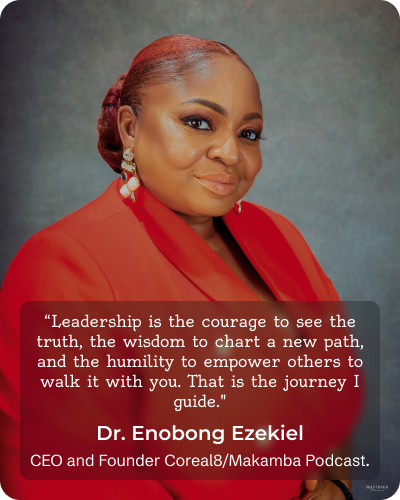 “Leadership is the courage to see the
truth, the wisdom to chart a new path,
and the humility to empower others to
walk it with you. That is the journey I
guide."
Dr. Enobong Ezekiel
CEO and Founder Coreal8/Makamba Podcast.